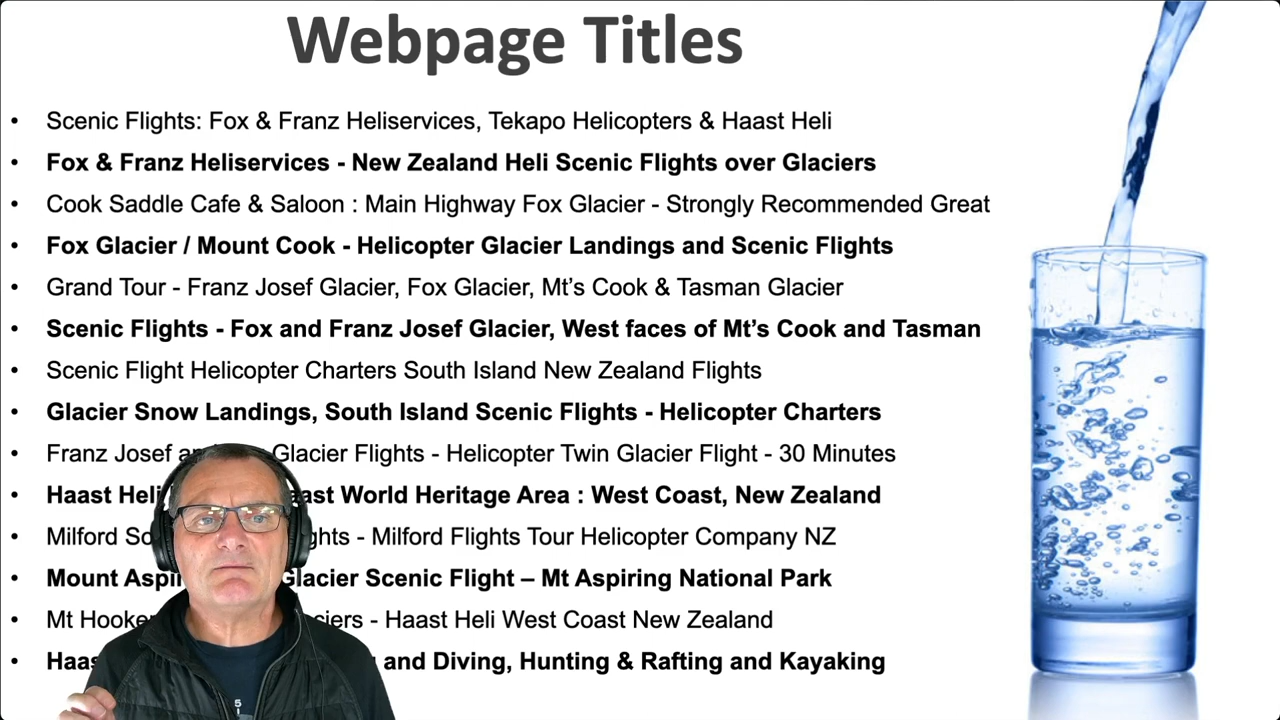 Webpage Titles
• Scenic Flights: Fox & Franz Heliservices, Tekapo Helicopters & Haast Heli
• Fox & Franz Heliservices - New Zealand Heli Scenic Flights over Glaciers
• Cook Saddle Cafe & Saloon : Main Highway Fox Glacier - Strongly Recommended Great
• Fox Glacier / Mount Cook - Helicopter Glacier Landings and Scenic Flights
• Grand Tour - Franz Josef Glacier, Fox Glacier, Mt's Cook & Tasman Glacier
• Scenic Flights - Fox and Franz Josef Glacier, West faces of Mt's Cook and Tasman
• Scenic Flight Helicopter Charters South Island New Zealand Flights
• Glacier Snow Landings, South Island Scenic Flights - Helicopter Charters
• Franz Josef Glacier Flights - Helicopter Twin Glacier Flight - 30 Minutes
• Haast Heli World Heritage Area : West Coast, New Zealand
• Milford - Milford Flights Tour Helicopter Company NZ
• Mount Glacier Scenic Flight – Mt Aspiring National Park
• Mt Hooker - Haast Heli West Coast New Zealand
• and Diving, Hunting & Rafting and Kayaking